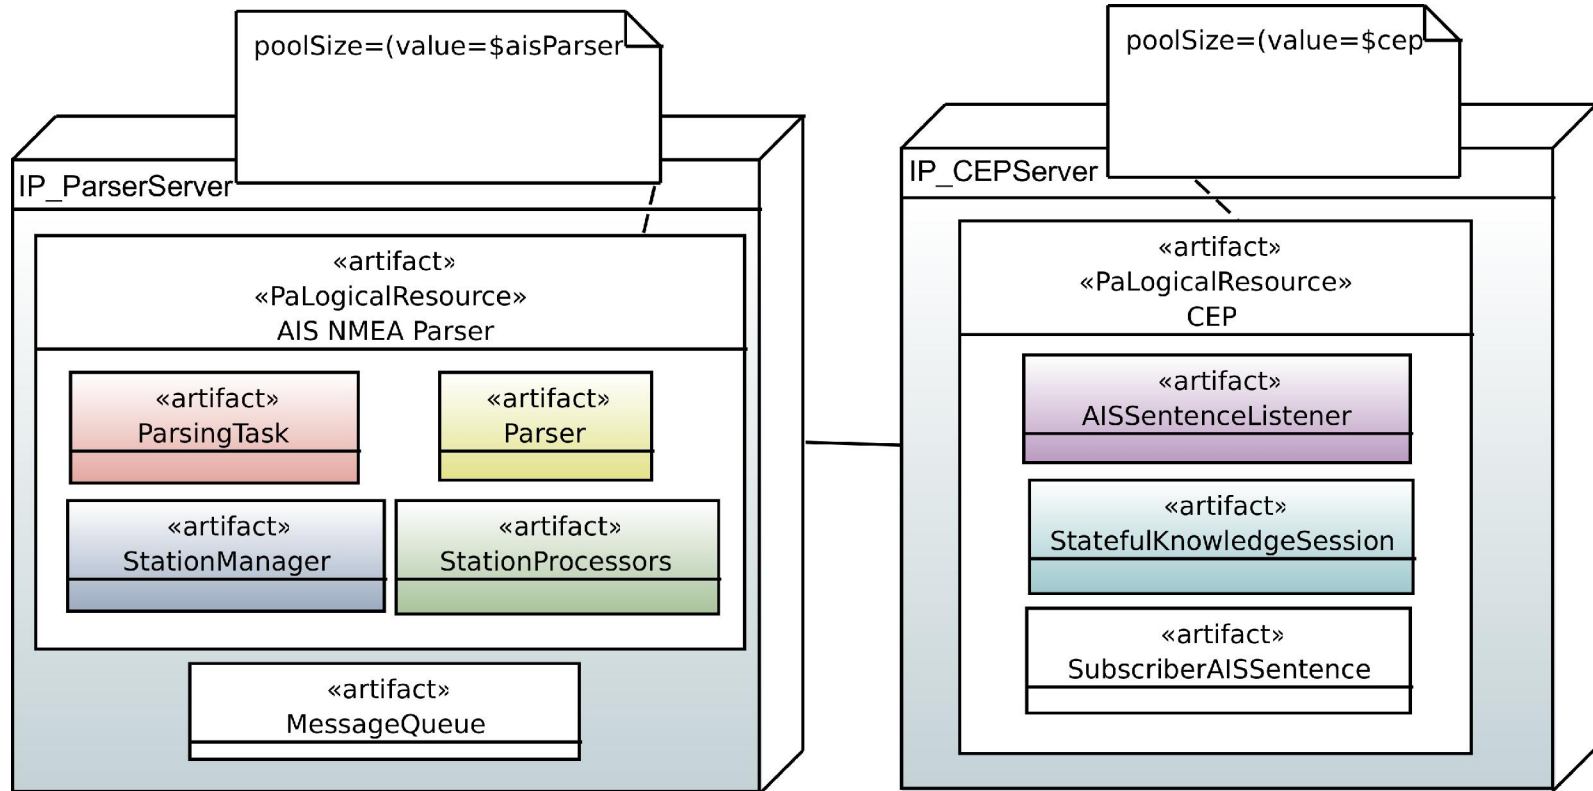 poolSize=(value=$aisParser
IP_ParserServer
«artifact»
«PaLogicalResource»
AIS NMEA Parser
«artifact»
ParsingTask
«artifact»
Parser
«artifact»
StationManager
«artifact»
StationProcessors
«artifact»
MessageQueue
poolSize=(value=$cep
IP_CEPServer
«artifact»
«PaLogicalResource»
CEP
«artifact»
AISSentenceListener
«artifact»
StatefulKnowledgeSession
«artifact»
SubscriberAISSentence